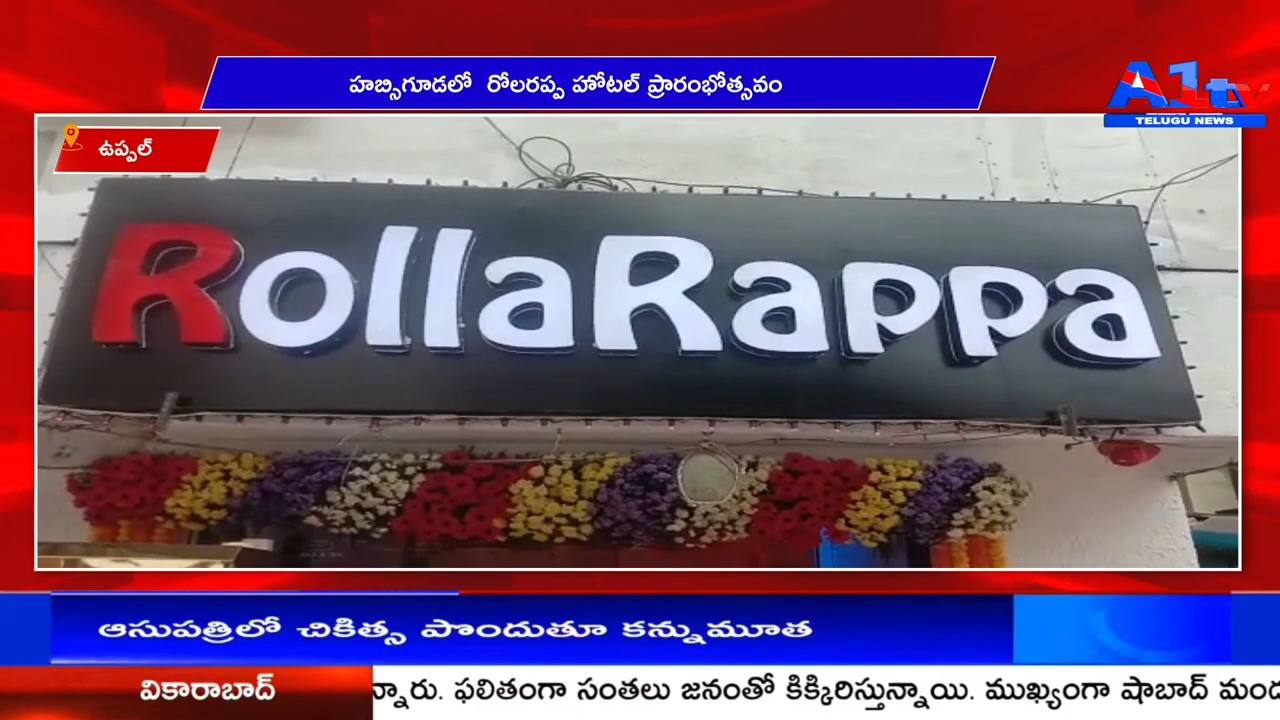 హబ్సిగూడలో రోలరప్ప హోటల్ ప్రారంభోత్సవం
A1tv
TELUGU NEWS
ఉప్పల్
RollaRappa
ఆసుపత్రిలో చికిత్స పొందుతూ కన్నుమూత
వికారాబాద్
న్నారు. ఫలితంగా సంతలు జనంతో కిక్కిరిస్తున్నాయి. ముఖ్యంగా షాబాద్